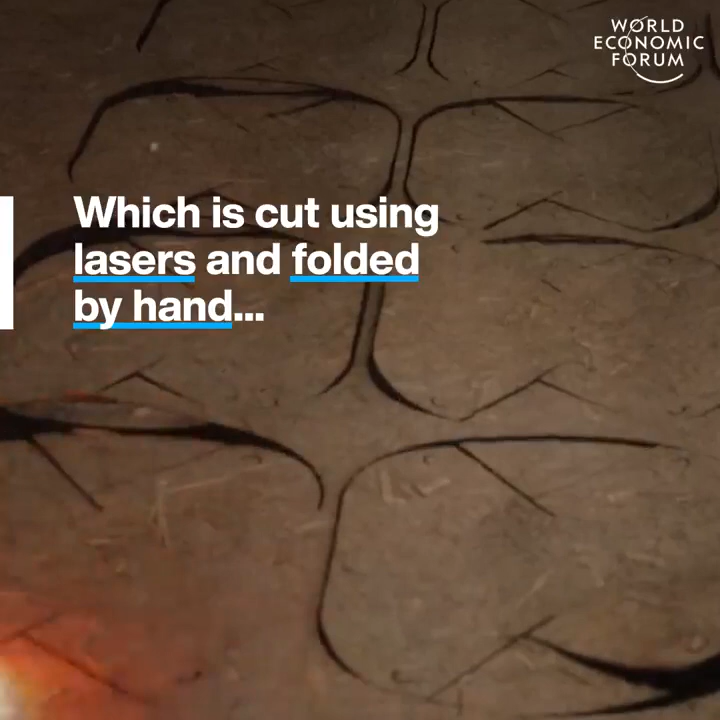 WORLD
ECONOMIC
FORUM
Which is cut using
lasers and folded
by hand...